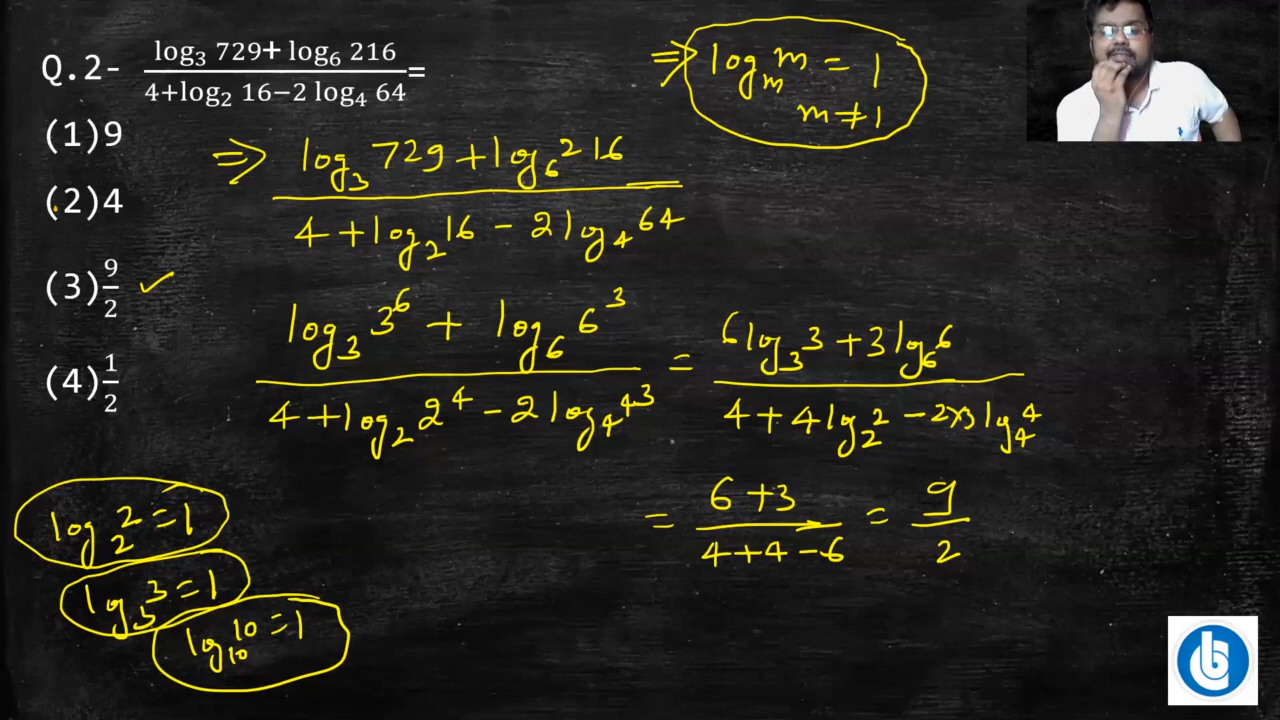 Q.2- (log₃ 729+ log₆ 216)/(4+log₂ 16−2 log₄ 64)=
(1)9
(2)4
(3)9/2 ✓
(4)1/2
⇒ log_m m = 1
m≠1
⇒ (log₃ 729 + log₆ 216)/(4 + log₂ 16 − 2 log₄ 64)
(log₃ 3⁶ + log₆ 6³)/(4 + log₂ 2⁴ − 2 log₄ 4³) = (6 log₃ 3 + 3 log₆ 6)/(4 + 4 log₂ 2 − 2×3 log₄ 4)
= (6 + 3)/(4 + 4 − 6) = 9/2
log₂ 2 = 1
log₃ 3 = 1
log₁₀ 10 = 1